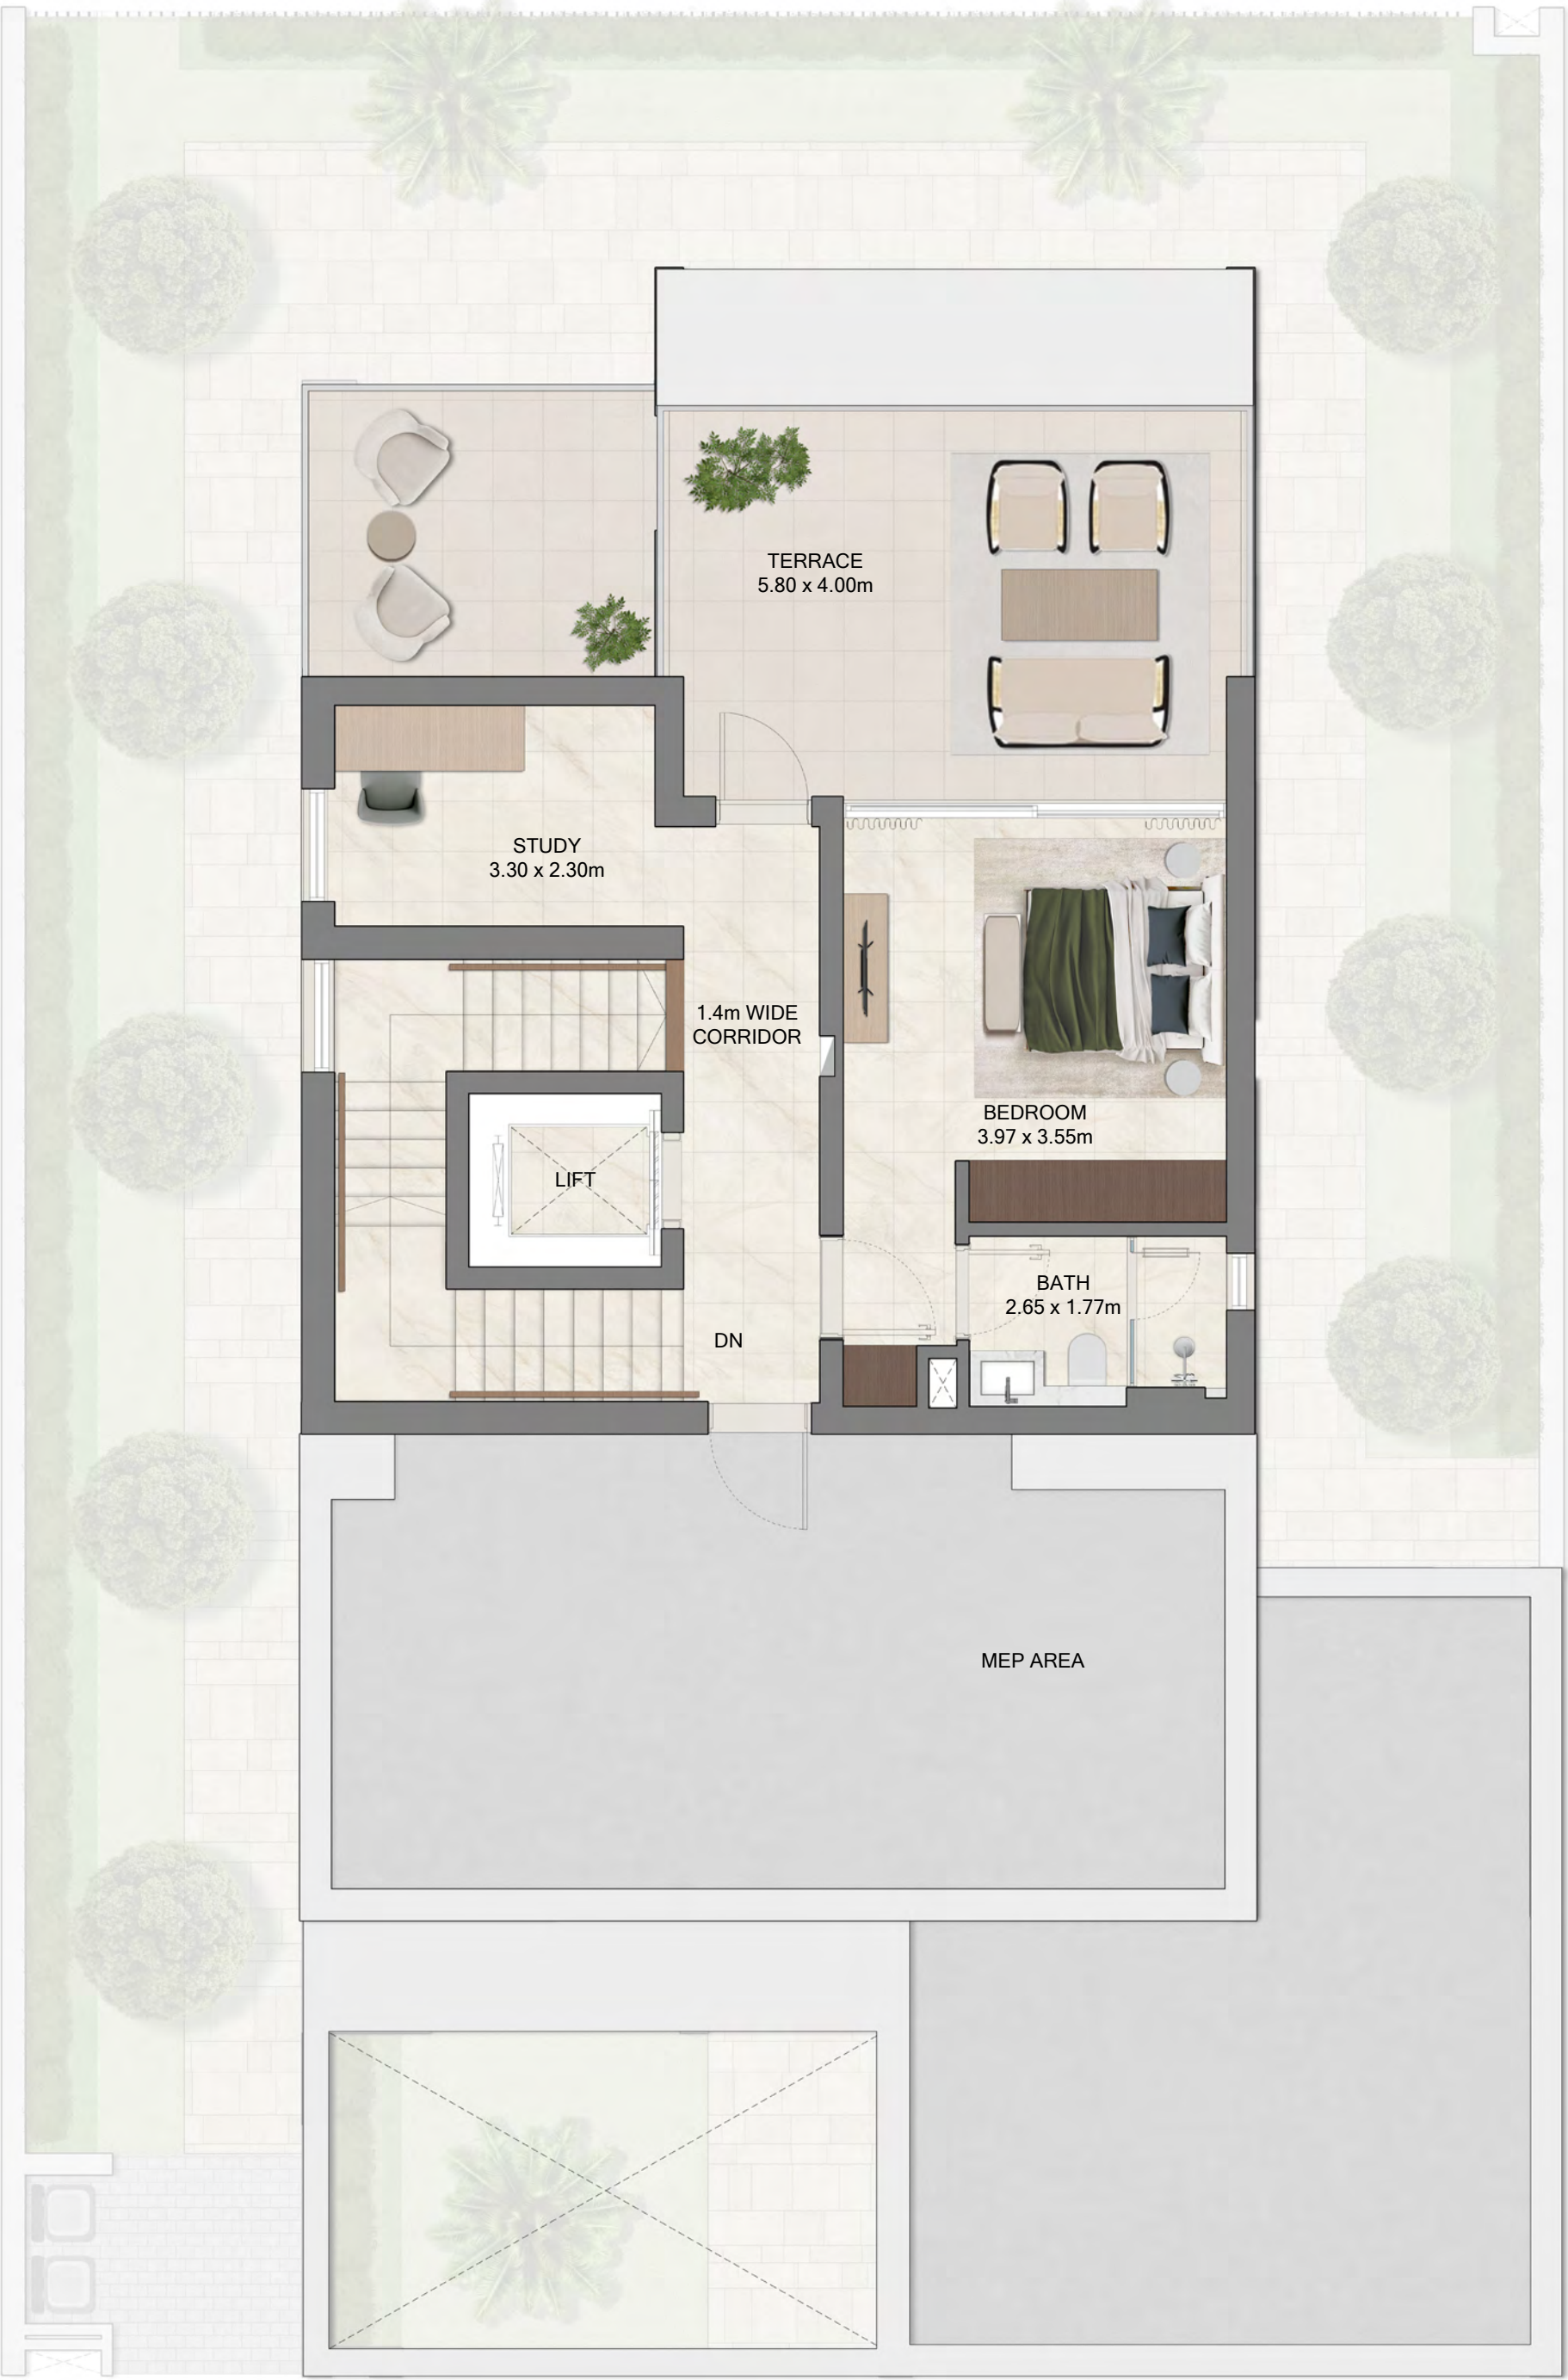 TERRACE
5.80 x 4.00m
STUDY
3.30 x 2.30m
1.4m WIDE
CORRIDOR
BEDROOM
3.97 x 3.55m
LIFT
BATH
2.65 x 1.77m
DN
MEP AREA